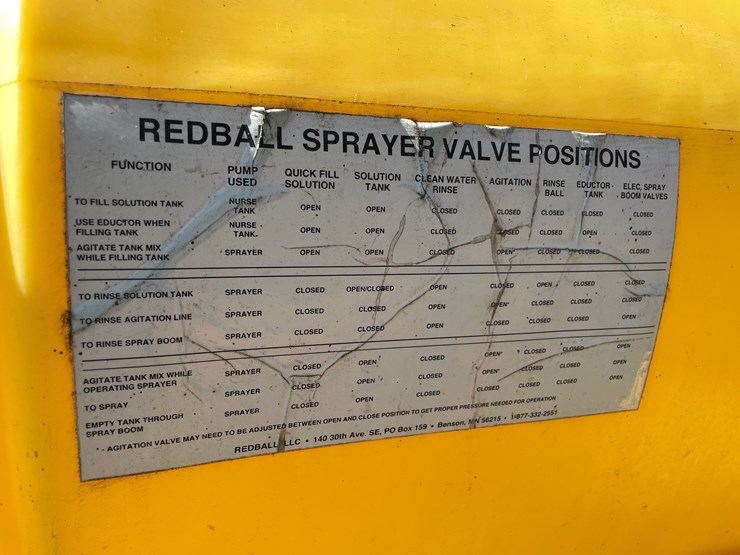 REDBALL SPRAYER VALVE POSITIONS
FUNCTION PUMP USED QUICK FILL SOLUTION SOLUTION TANK CLEAN WATER RINSE AGITATION RINSE BALL EDUCTOR TANK ELEC, SPRAY BOOM VALVES
TO FILL SOLUTION TANK NURSE TANK OPEN OPEN CLOSED CLOSED CLOSED CLOSED CLOSED
USE EDUCTOR WHEN FILLING TANK NURSE TANK OPEN OPEN CLOSED CLOSED CLOSED OPEN CLOSED
AGITATE TANK MIX WHILE FILLING TANK SPRAYER OPEN OPEN CLOSED OPEN* CLOSED CLOSED CLOSED
TO RINSE SOLUTION TANK SPRAYER CLOSED OPEN/CLOSED OPEN CLOSED OPEN CLOSED CLOSED
TO RINSE AGITATION LINE SPRAYER CLOSED CLOSED OPEN OPEN* CLOSED CLOSED CLOSED
TO RINSE SPRAY BOOM SPRAYER CLOSED CLOSED OPEN CLOSED CLOSED CLOSED OPEN
AGITATE TANK MIX WHILE OPERATING SPRAYER SPRAYER CLOSED OPEN CLOSED OPEN* CLOSED CLOSED OPEN
TO SPRAY SPRAYER CLOSED OPEN CLOSED CLOSED CLOSED CLOSED OPEN
EMPTY TANK THROUGH SPRAY BOOM SPRAYER CLOSED OPEN CLOSED OPEN* CLOSED CLOSED OPEN
* - AGITATION VALVE MAY NEED TO BE ADJUSTED BETWEEN OPEN AND CLOSE POSITION TO GET PROPER PRESSURE NEEDED FOR OPERATION
REDBALL LLC • 140 30th Ave. SE, PO Box 159 • Benson, MN 56215 • 1-877-332-2551